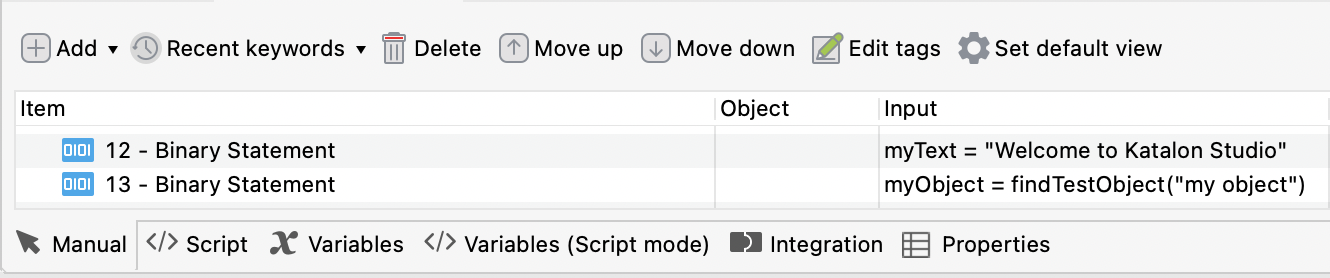 Add Recent keywords Delete Move up Move down Edit tags Set default view
Item Object Input
12 - Binary Statement myText = "Welcome to Katalon Studio"
13 - Binary Statement myObject = findTestObject("my object")
Manual </> Script x Variables </> Variables (Script mode) Integration Properties